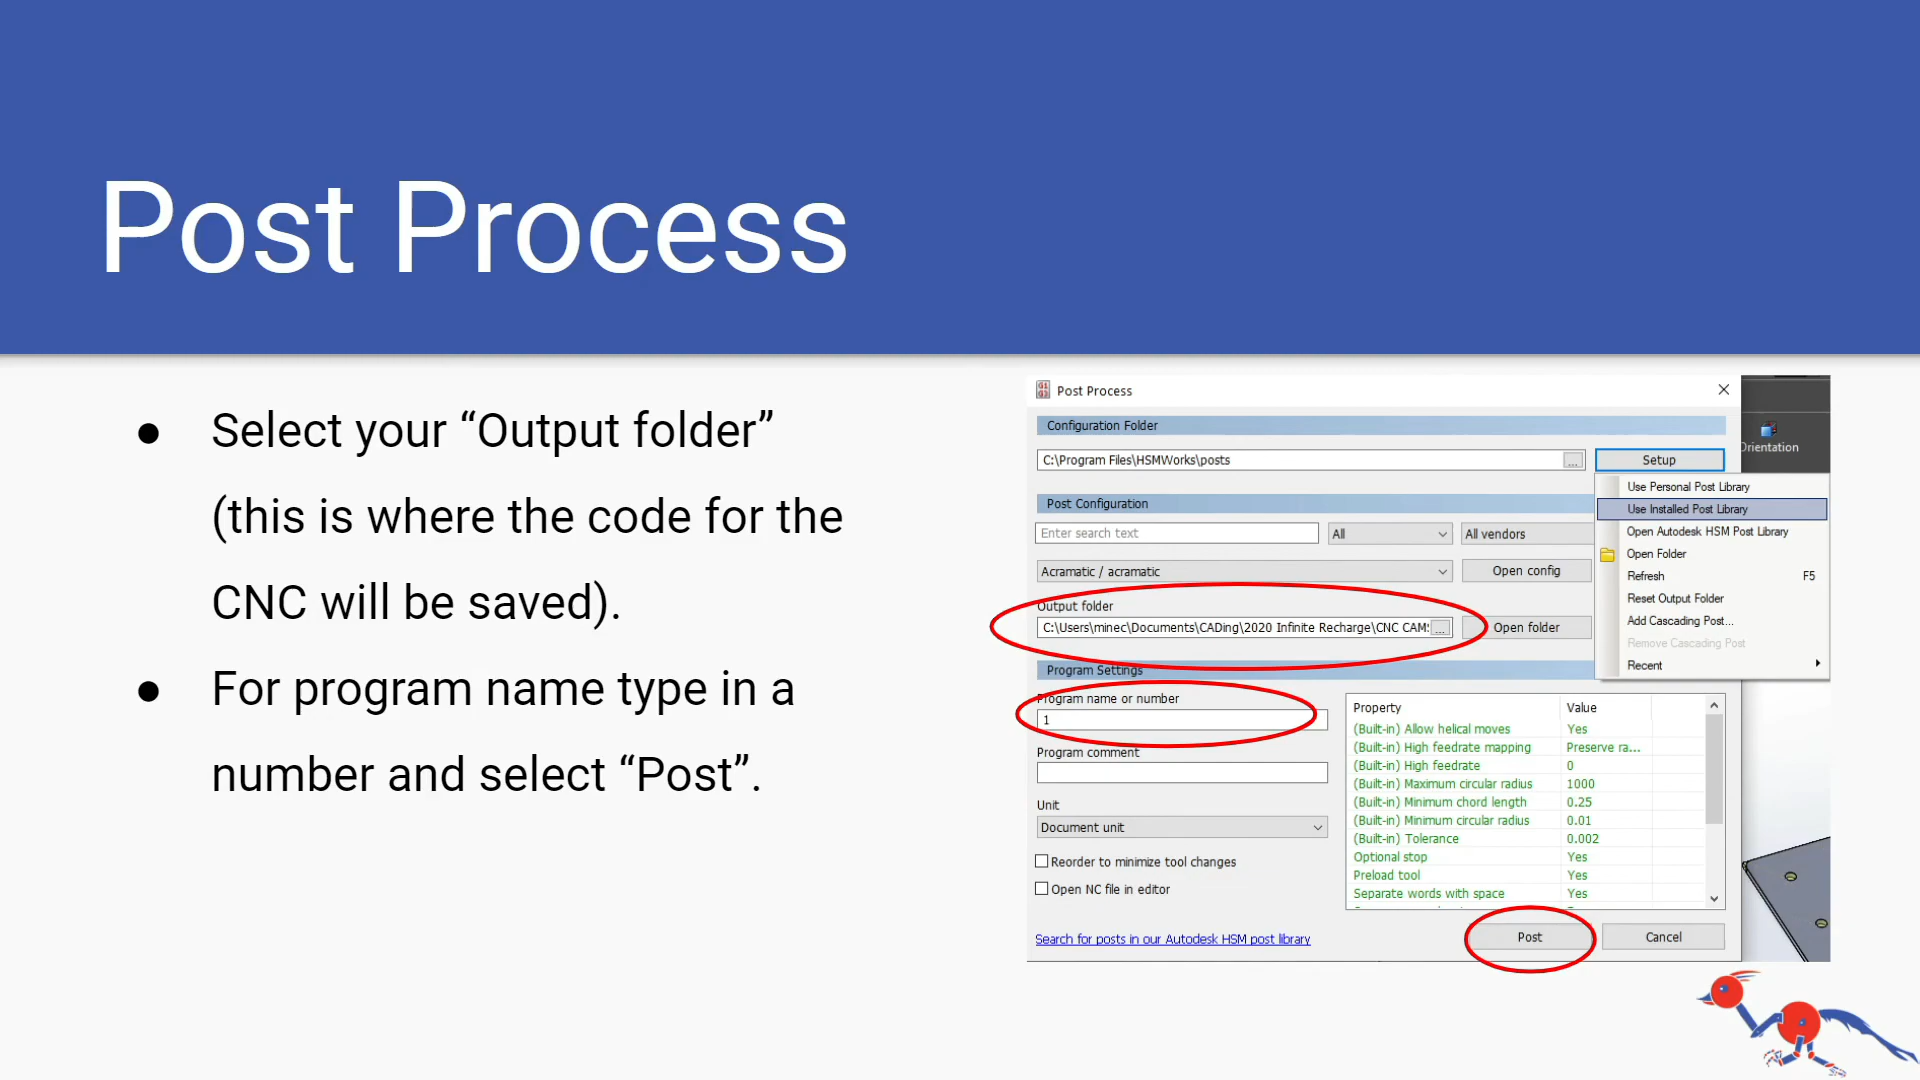 Post Process
● Select your “Output folder”
(this is where the code for the
CNC will be saved).
● For program name type in a
number and select “Post”.
Post Process
Configuration Folder
C:\Program Files\HSMWorks\posts
...
Setup
Orientation
Use Personal Post Library
Use Installed Post Library
Open Autodesk HSM Post Library
Open Folder
Refresh F5
Reset Output Folder
Add Cascading Post...
Remove Cascading Post
Recent
Post Configuration
Enter search text
All
All vendors
Acramatic / acramatic
Open config
Output folder
C:\Users\minec\Documents\CADing\2020 Infinite Recharge\CNC CAM
...
Open folder
Program Settings
Program name or number
1
Program comment
Unit
Document unit
Reorder to minimize tool changes
Open NC file in editor
Property Value
(Built-in) Allow helical moves Yes
(Built-in) High feedrate mapping Preserve ra...
(Built-in) High feedrate 0
(Built-in) Maximum circular radius 1000
(Built-in) Minimum chord length 0.25
(Built-in) Minimum circular radius 0.01
(Built-in) Tolerance 0.002
Optional stop Yes
Preload tool Yes
Separate words with space Yes
Search for posts in our Autodesk HSM post library
Post
Cancel